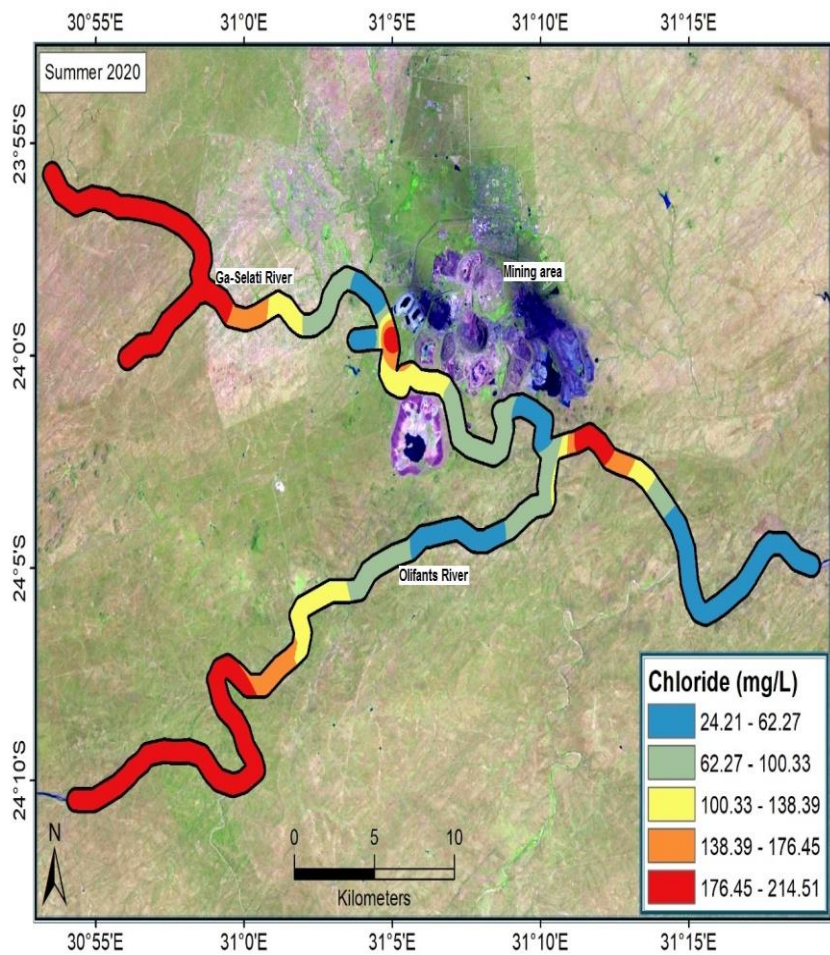 30°55'E 31°0'E 31°5'E 31°10'E 31°15'E
Summer 2020
23°55'S
Ga-Selati River
Mining area
24°0'S
24°5'S
Olifants River
Chloride (mg/L)
24.21 - 62.27
62.27 - 100.33
100.33 - 138.39
138.39 - 176.45
176.45 - 214.51
24°10'S
N
0 5 10
Kilometers
30°55'E 31°0'E 31°5'E 31°10'E 31°15'E